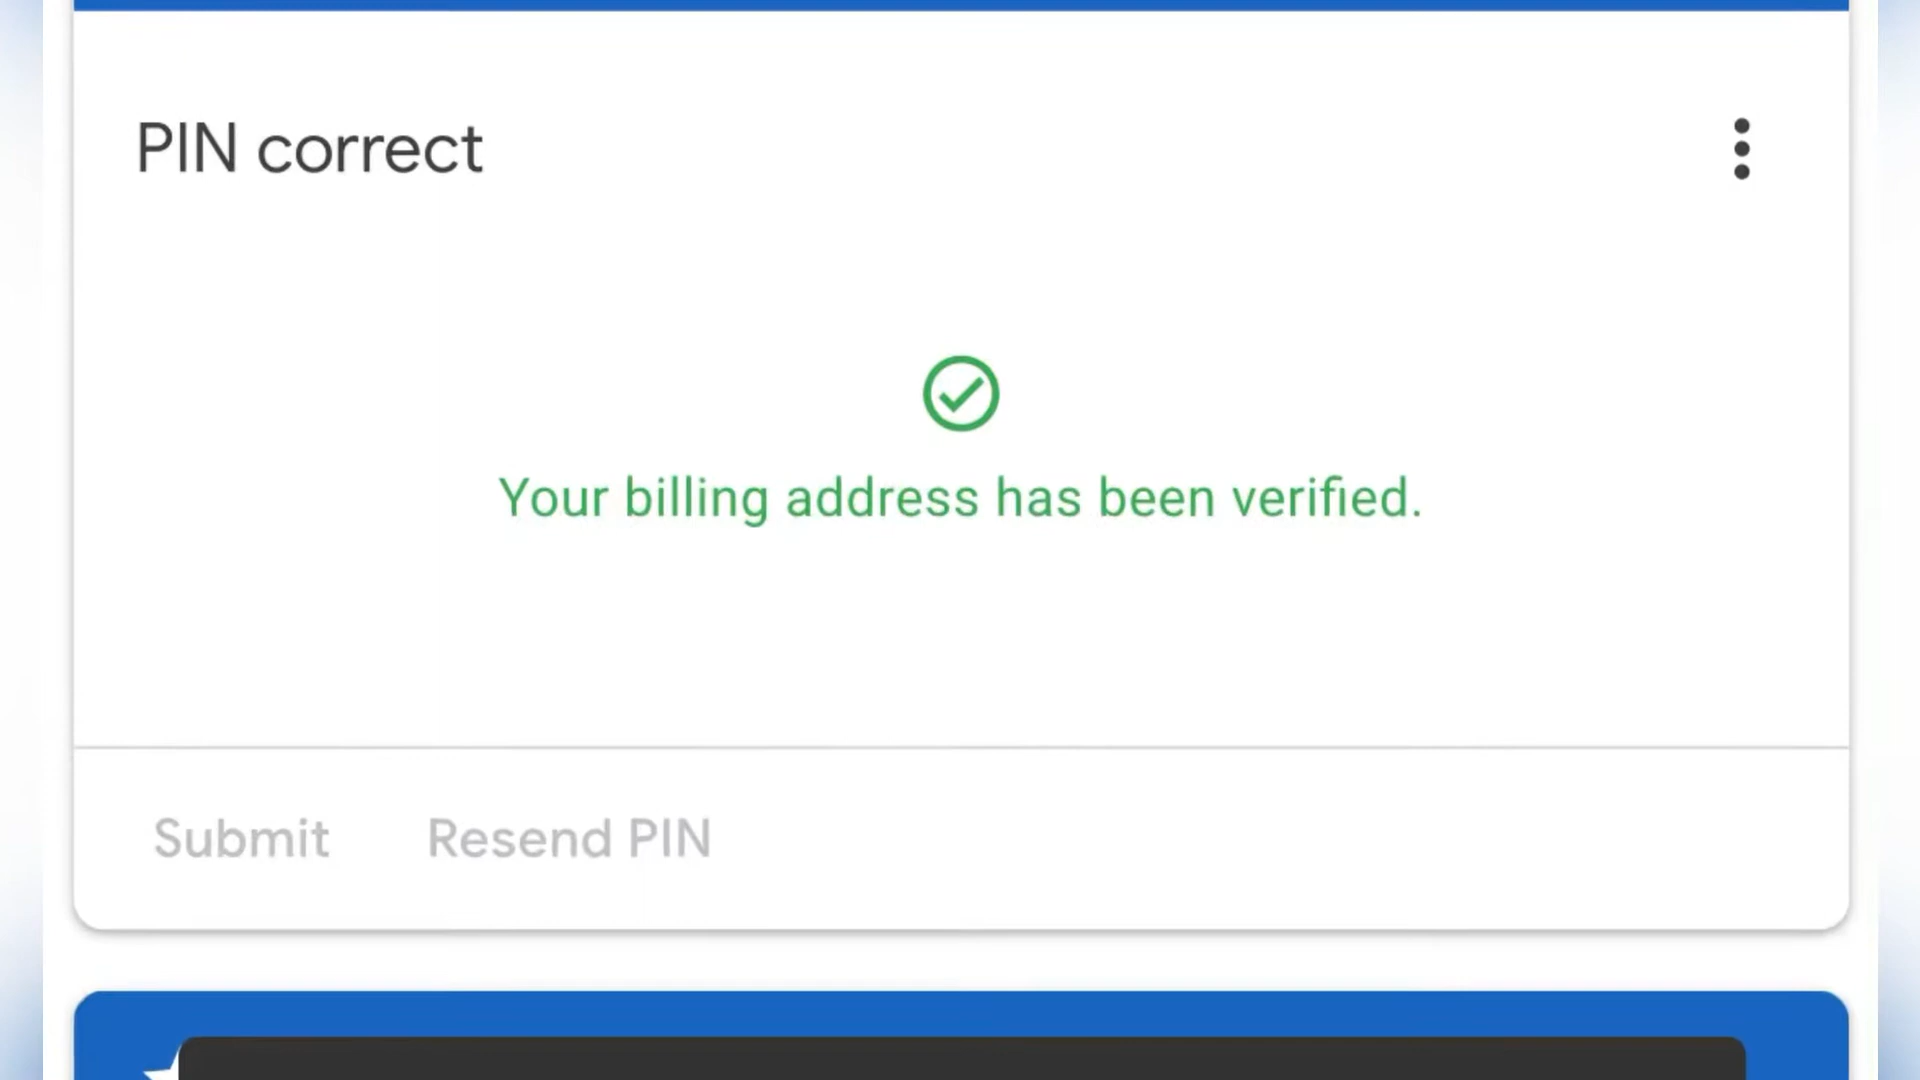 PIN correct
Your billing address has been verified.
Submit Resend PIN